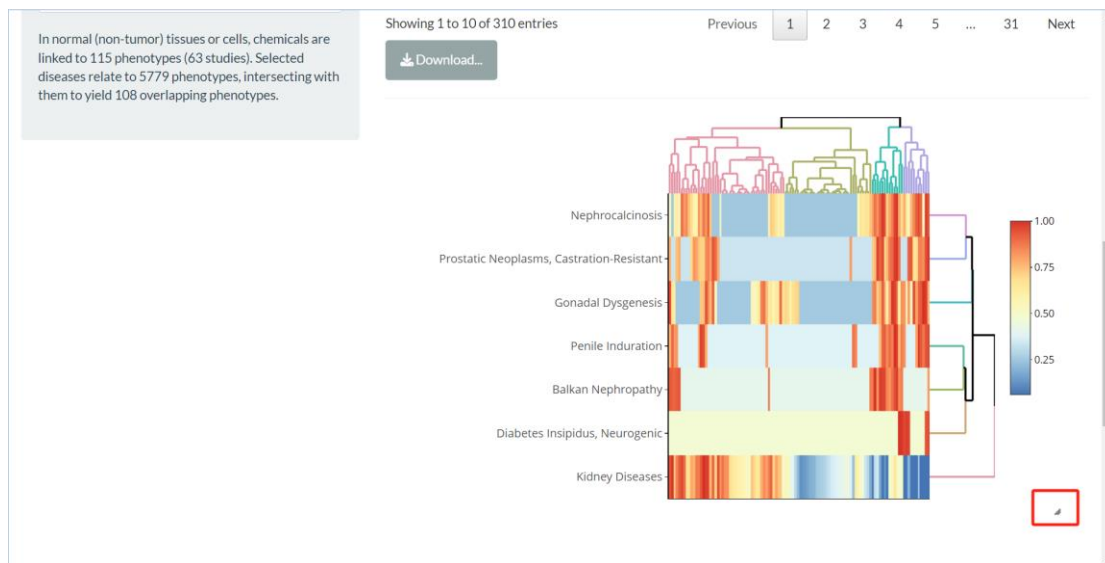 Showing 1 to 10 of 310 entries
Previous 1 2 3 4 5 ... 31 Next
Download...
In normal (non-tumor) tissues or cells, chemicals are
linked to 115 phenotypes (63 studies). Selected
diseases relate to 5779 phenotypes, intersecting with
them to yield 108 overlapping phenotypes.
Nephrocalcinosis
Prostatic Neoplasms, Castration-Resistant
Gonadal Dysgenesis
Penile Induration
Balkan Nephropathy
Diabetes Insipidus, Neurogenic
Kidney Diseases
1.00
0.75
0.50
0.25